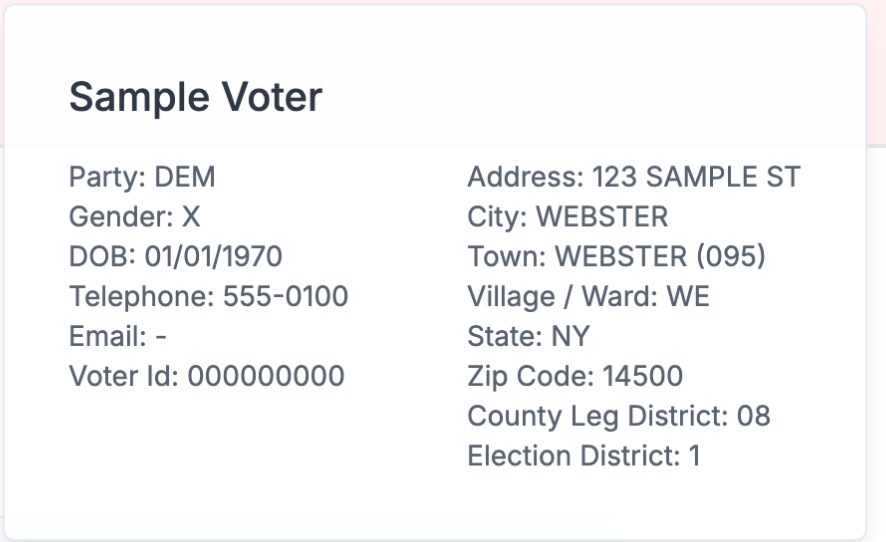 Sample Voter
Party: DEM
Gender: X
DOB: 01/01/1970
Telephone: 555-0100
Email: -
Voter Id: 000000000
Address: 123 SAMPLE ST
City: WEBSTER
Town: WEBSTER (095)
Village / Ward: WE
State: NY
Zip Code: 14500
County Leg District: 08
Election District: 1